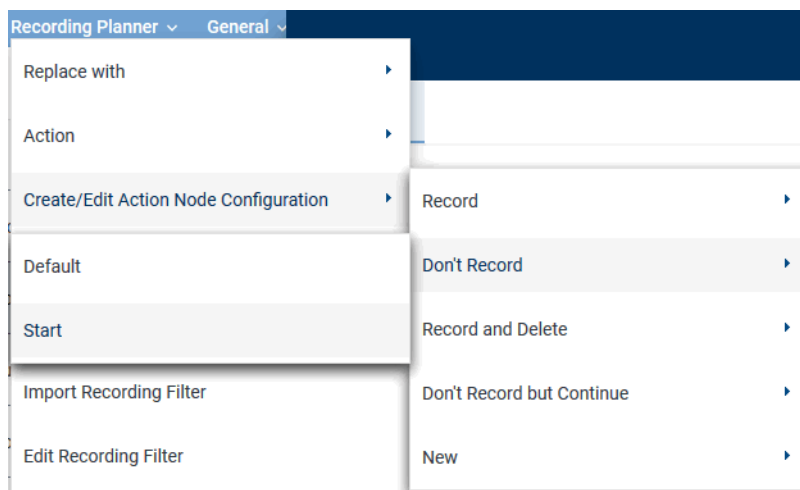 Recording Planner General
Replace with
Action
Create/Edit Action Node Configuration
Record
Default
Don't Record
Start
Record and Delete
Import Recording Filter
Don't Record but Continue
Edit Recording Filter
New